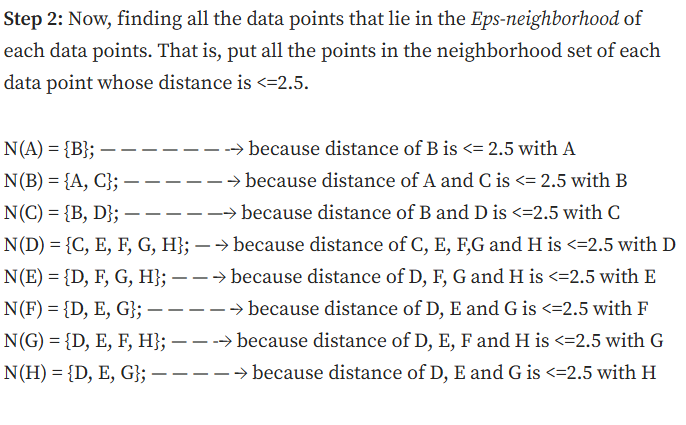 Step 2: Now, finding all the data points that lie in the Eps-neighborhood of
each data points. That is, put all the points in the neighborhood set of each
data point whose distance is <=2.5.
N(A) = {B}; — — — — — — -→ because distance of B is <= 2.5 with A
N(B) = {A, C}; — — — — — → because distance of A and C is <= 2.5 with B
N(C) = {B, D}; — — — — —→ because distance of B and D is <=2.5 with C
N(D) = {C, E, F, G, H}; — → because distance of C, E, F,G and H is <=2.5 with D
N(E) = {D, F, G, H}; — — → because distance of D, F, G and H is <=2.5 with E
N(F) = {D, E, G}; — — — — → because distance of D, E and G is <=2.5 with F
N(G) = {D, E, F, H}; — — -→ because distance of D, E, F and H is <=2.5 with G
N(H) = {D, E, G}; — — — — → because distance of D, E and G is <=2.5 with H